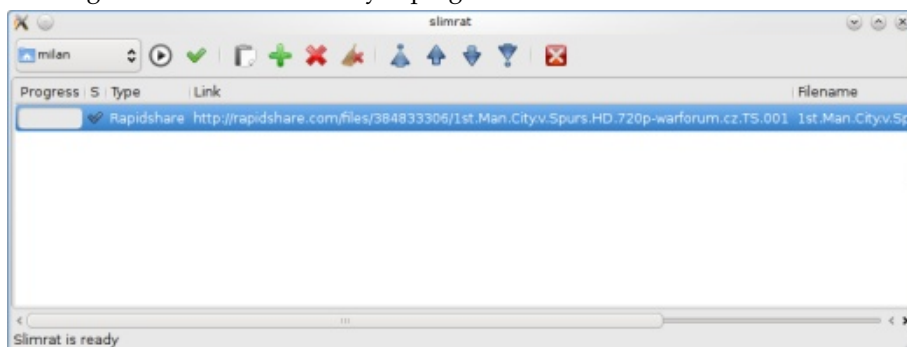 slimrat
milan
Progress S Type Link Filename
Rapidshare http://rapidshare.com/files/384833306/1st.Man.City.v.Spurs.HD.720p-warforum.cz.TS.001 1st.Man.City.v.Sp
Slimrat is ready